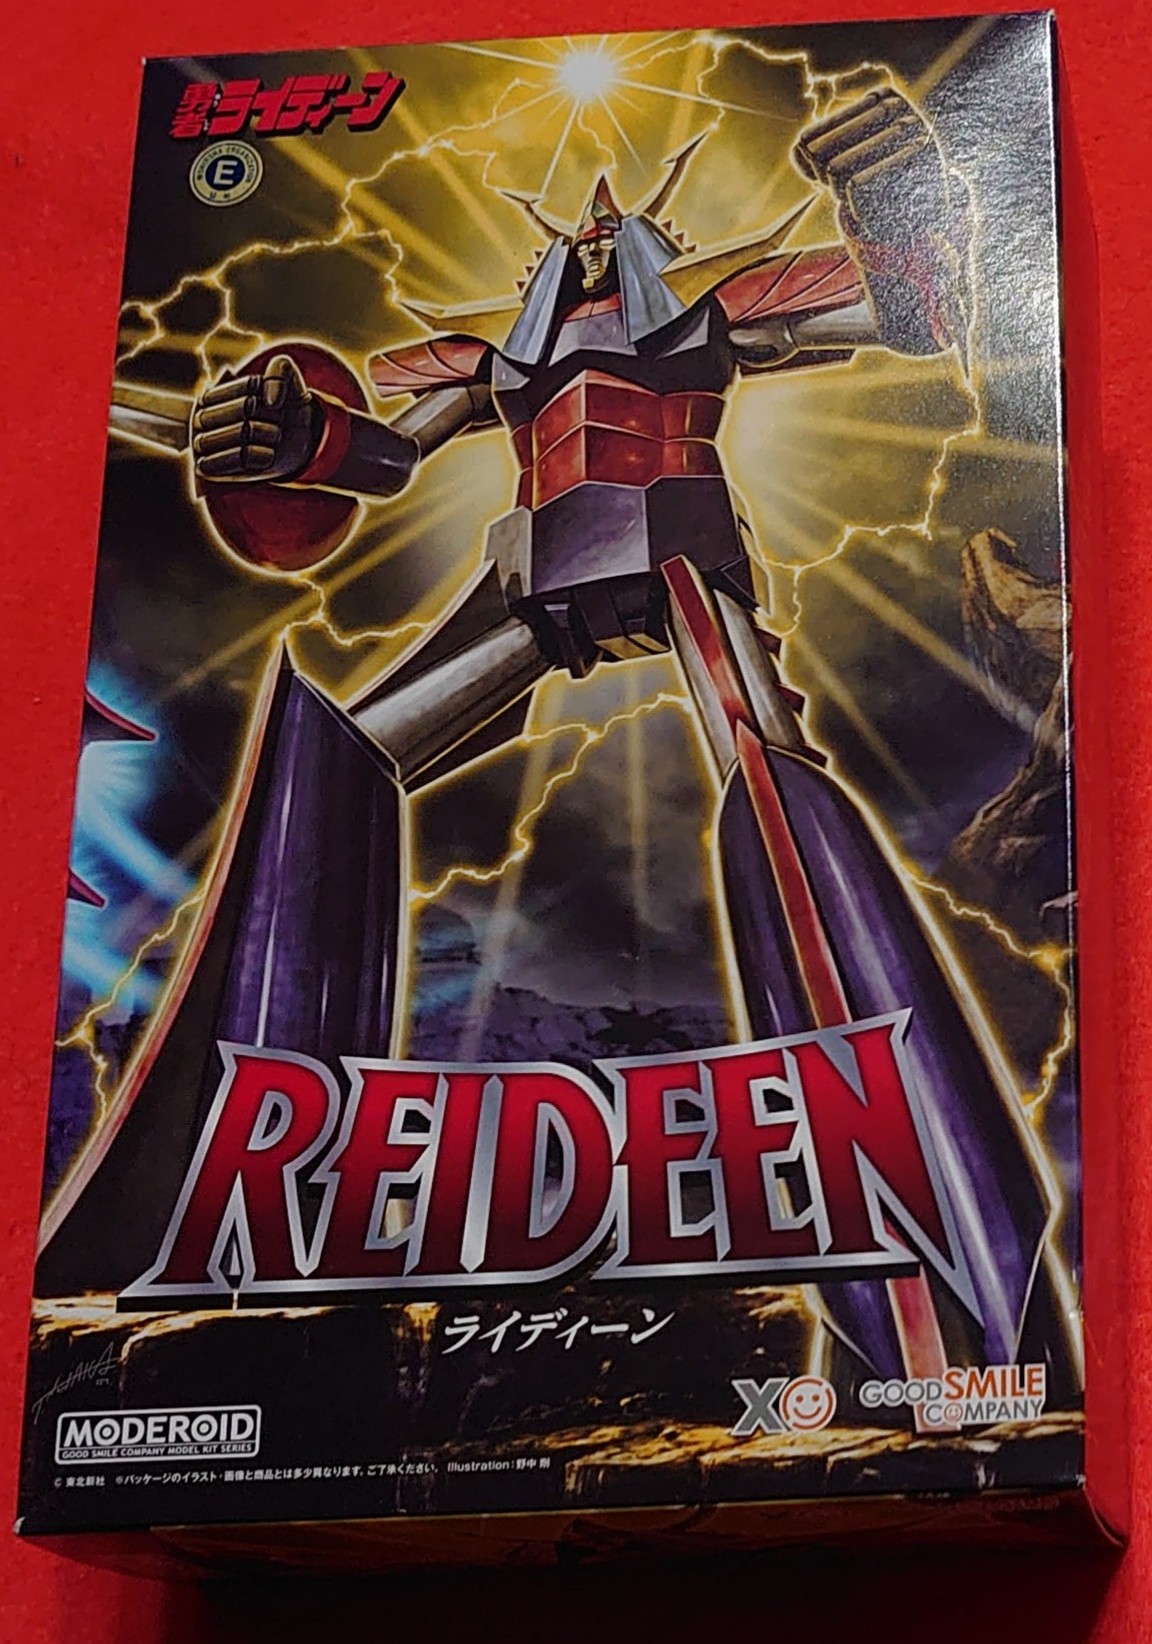 勇者ライディーン
E
REIDEEN
ライディーン
MODEROID
GOOD SMILE COMPANY MODEL KIT SERIES
GOOD SMILE
COMPANY
© 東北新社 ※パッケージのイラスト・画像と商品とは多少異なります。ご了承ください。 Illustration:野中 剛